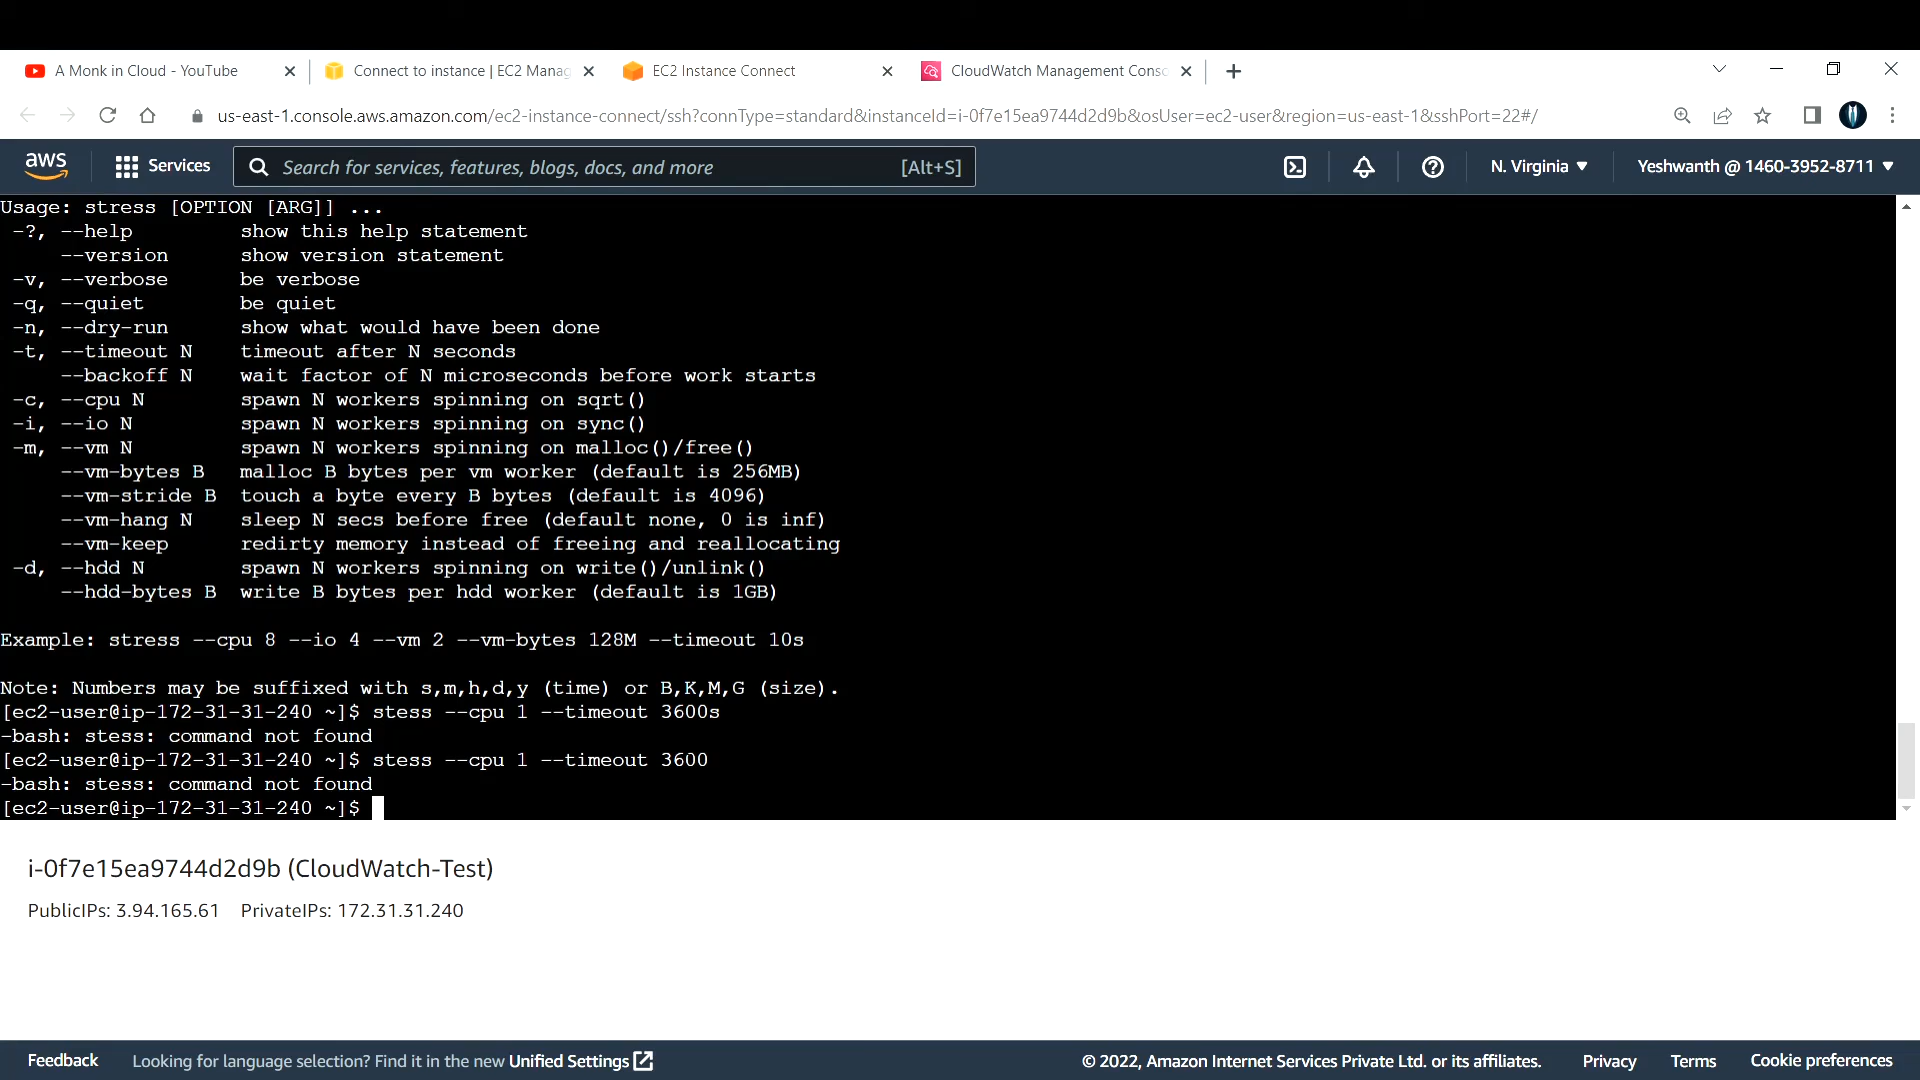 A Monk in Cloud - YouTube
Connect to instance | EC2 Manag
EC2 Instance Connect
CloudWatch Management Conso
us-east-1.console.aws.amazon.com/ec2-instance-connect/ssh?connType=standard&instanceId=i-0f7e15ea9744d2d9b&osUser=ec2-user&region=us-east-1&sshPort=22#/
aws
Services
Search for services, features, blogs, docs, and more
[Alt+S]
N. Virginia
Yeshwanth @ 1460-3952-8711
Usage: stress [OPTION [ARG]] ...
-?, --help         show this help statement
    --version      show version statement
-v, --verbose      be verbose
-q, --quiet        be quiet
-n, --dry-run      show what would have been done
-t, --timeout N    timeout after N seconds
    --backoff N    wait factor of N microseconds before work starts
-c, --cpu N        spawn N workers spinning on sqrt()
-i, --io N         spawn N workers spinning on sync()
-m, --vm N         spawn N workers spinning on malloc()/free()
    --vm-bytes B   malloc B bytes per vm worker (default is 256MB)
    --vm-stride B  touch a byte every B bytes (default is 4096)
    --vm-hang N    sleep N secs before free (default none, 0 is inf)
    --vm-keep      redirty memory instead of freeing and reallocating
-d, --hdd N        spawn N workers spinning on write()/unlink()
    --hdd-bytes B  write B bytes per hdd worker (default is 1GB)
Example: stress --cpu 8 --io 4 --vm 2 --vm-bytes 128M --timeout 10s
Note: Numbers may be suffixed with s,m,h,d,y (time) or B,K,M,G (size).
[ec2-user@ip-172-31-31-240 ~]$ stess --cpu 1 --timeout 3600s
-bash: stess: command not found
[ec2-user@ip-172-31-31-240 ~]$ stess --cpu 1 --timeout 3600
-bash: stess: command not found
[ec2-user@ip-172-31-31-240 ~]$
i-0f7e15ea9744d2d9b (CloudWatch-Test)
PublicIPs: 3.94.165.61 PrivateIPs: 172.31.31.240
Feedback
Looking for language selection? Find it in the new Unified Settings
© 2022, Amazon Internet Services Private Ltd. or its affiliates.
Privacy
Terms
Cookie preferences